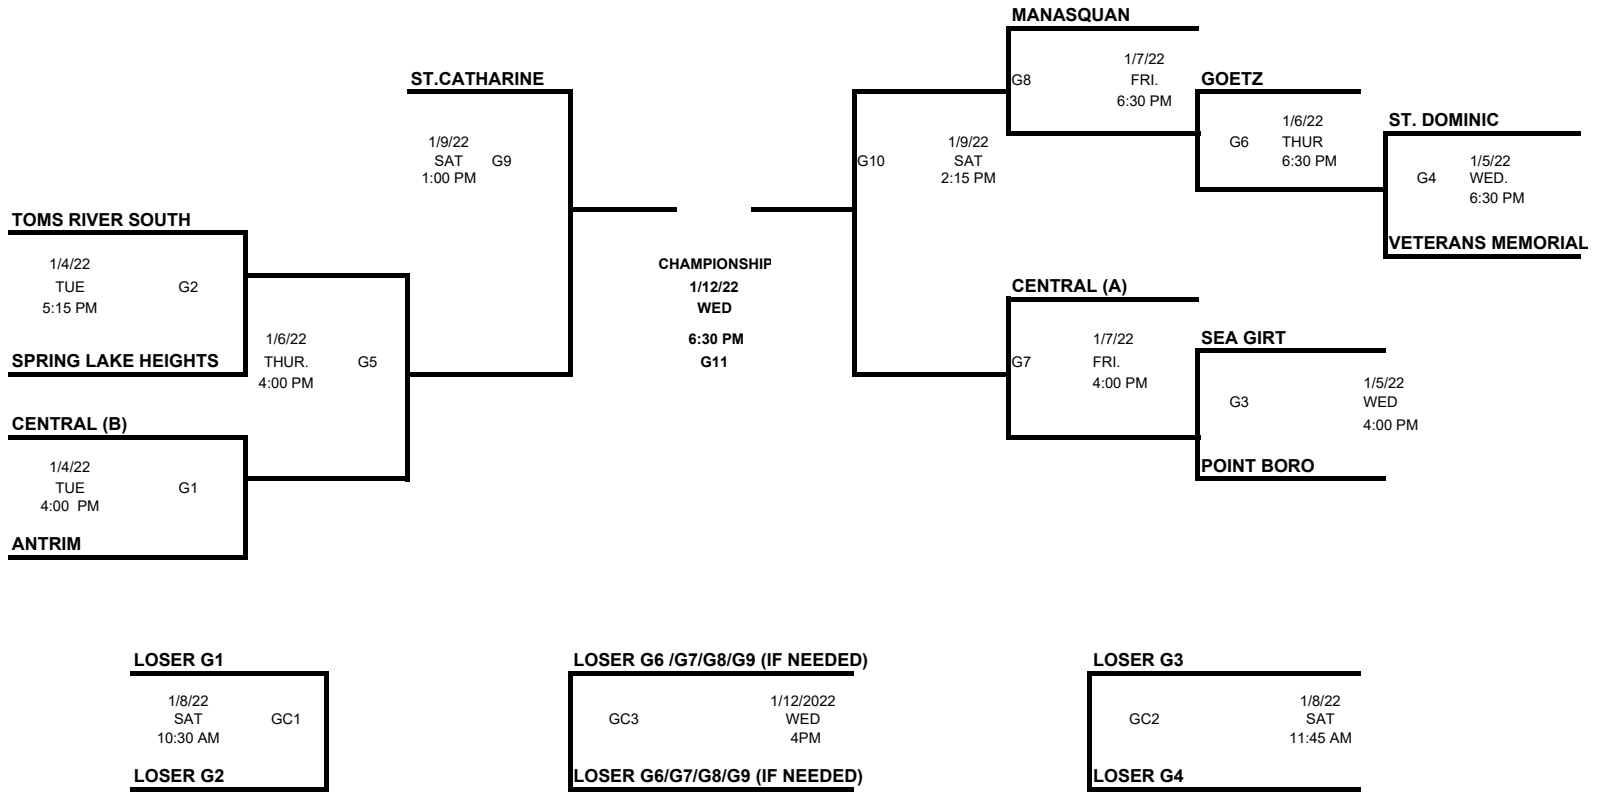 MANASQUAN
1/7/22
G8
FRI.
6:30 PM
ST.CATHARINE
GOETZ
1/9/22
SAT
G9
1:00 PM
G10
1/9/22
SAT
2:15 PM
1/6/22
G6
THUR
6:30 PM
ST. DOMINIC
1/5/22
G4
WED.
6:30 PM
VETERANS MEMORIAL
TOMS RIVER SOUTH
1/4/22
TUE
G2
5:15 PM
SPRING LAKE HEIGHTS
1/6/22
THUR.
G5
4:00 PM
CENTRAL (B)
1/4/22
TUE
G1
4:00  PM
ANTRIM
CHAMPIONSHIP
1/12/22
WED
6:30 PM
G11
CENTRAL (A)
1/7/22
G7
FRI.
4:00 PM
SEA GIRT
1/5/22
G3
WED
4:00 PM
POINT BORO
LOSER G1
1/8/22
SAT
GC1
10:30 AM
LOSER G2
LOSER G6 /G7/G8/G9 (IF NEEDED)
1/12/2022
GC3
WED
4PM
LOSER G6/G7/G8/G9 (IF NEEDED)
LOSER G3
1/8/22
GC2
SAT
11:45 AM
LOSER G4